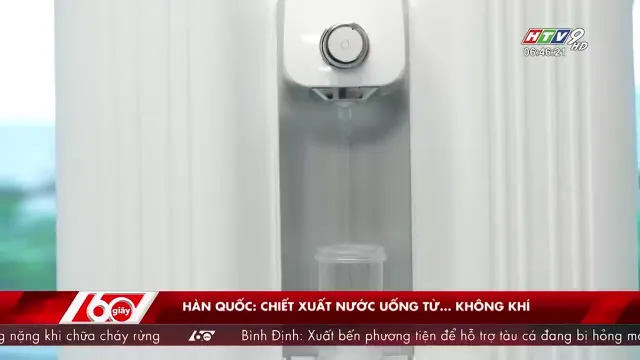 HTV9
HD
06:46:21
60 giây
HÀN QUỐC: CHIẾT XUẤT NƯỚC UỐNG TỪ... KHÔNG KHÍ
g nặng khi chữa cháy rừng 60 Bình Định: Xuất bến phương tiện để hỗ trợ tàu cá đang bị hỏng m